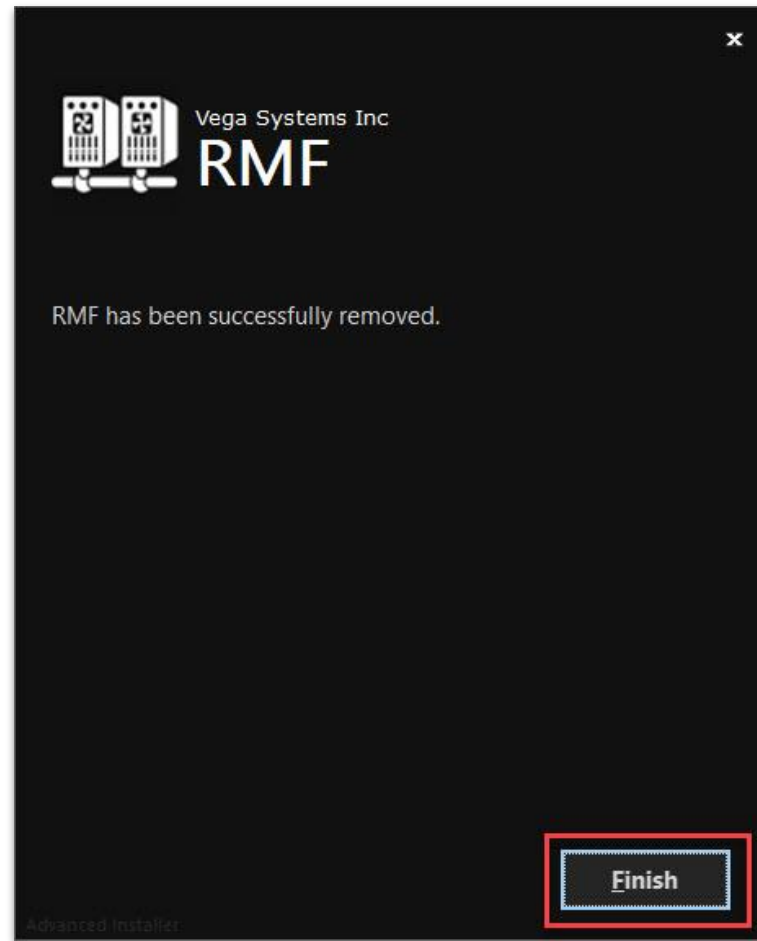 x
Vega Systems Inc
RMF
RMF has been successfully removed.
Finish
Advanced Installer